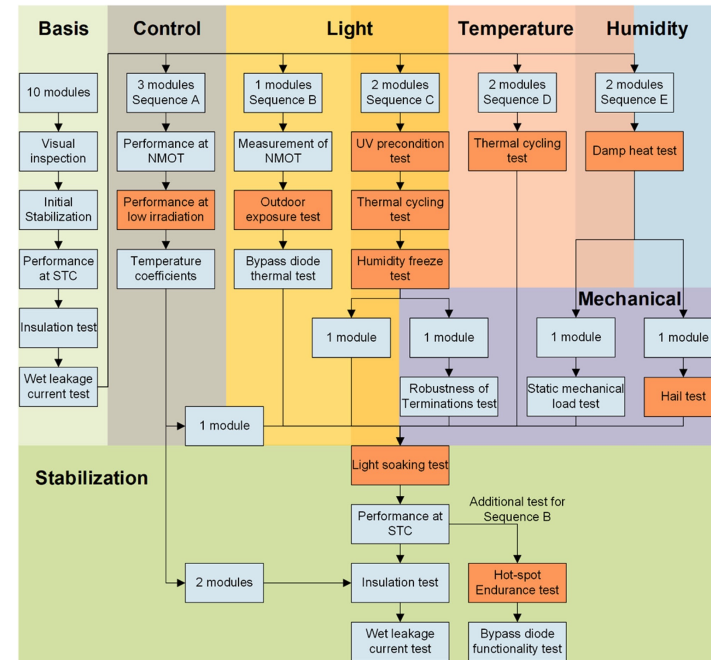 Basis
Control
Light
Temperature
Humidity
10 modules
3 modules
Sequence A
1 modules
Sequence B
2 modules
Sequence C
2 modules
Sequence D
2 modules
Sequence E
Visual
inspection
Performance at
NMOT
Measurement of
NMOT
UV precondition
test
Thermal cycling
test
Damp heat test
Initial
Stabilization
Performance at
low irradiation
Outdoor
exposure test
Thermal cycling
test
Performance
at STC
Temperature
coefficients
Bypass diode
thermal test
Humidity freeze
test
Mechanical
Insulation test
1 module
1 module
1 module
1 module
Wet leakage
current test
Robustness of
Terminations test
Static mechanical
load test
Hail test
1 module
Stabilization
Light soaking test
Performance at
STC
Additional test for
Sequence B
2 modules
Insulation test
Hot-spot
Endurance test
Wet leakage
current test
Bypass diode
functionality test